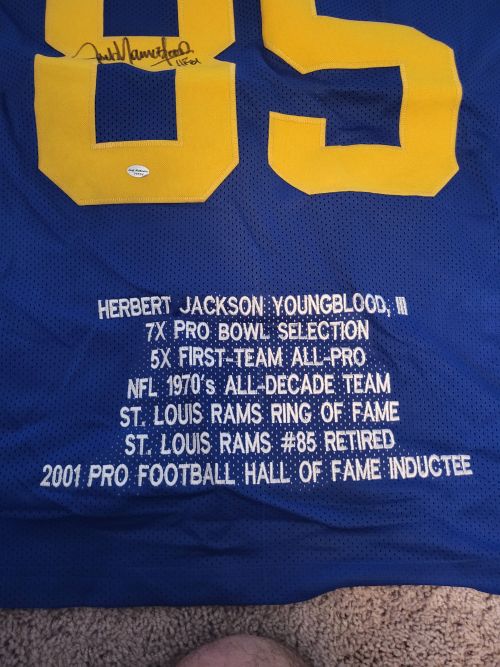 85
HERBERT JACKSON YOUNGBLOOD, III
7X PRO BOWL SELECTION
5X FIRST-TEAM ALL-PRO
NFL 1970's ALL-DECADE TEAM
ST. LOUIS RAMS RING OF FAME
ST. LOUIS RAMS #85 RETIRED
2001 PRO FOOTBALL HALL OF FAME INDUCTEE